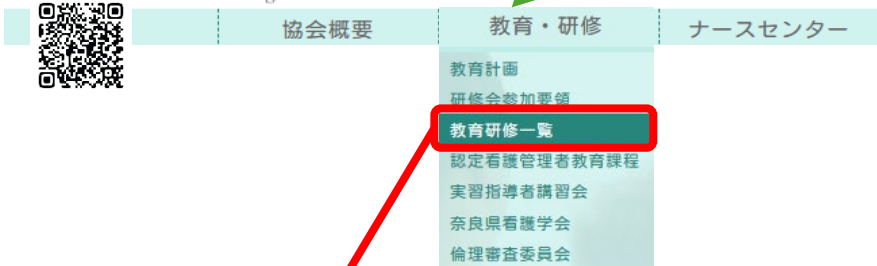 協会概要 教育・研修 ナースセンター
教育計画
研修会参加要領
教育研修一覧
認定看護管理者教育課程
実習指導者講習会
奈良県看護学会
倫理審査委員会